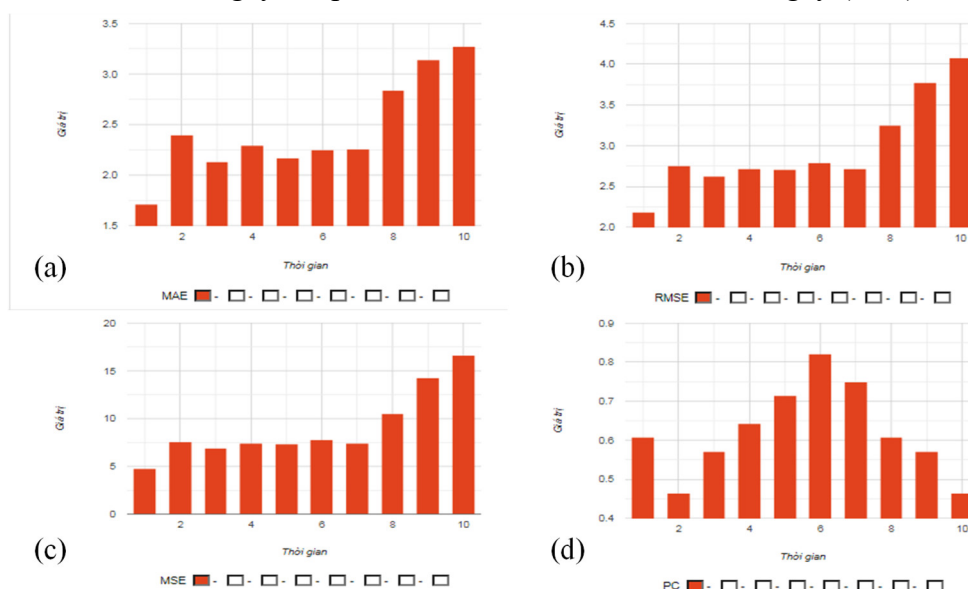 3.5
3.0
2.5
2.0
1.5
Giá trị
2 4 6 8 10
Thời gian
(a)
MAE - - - - - - -
4.5
4.0
3.5
3.0
2.5
2.0
Giá trị
2 4 6 8 10
Thời gian
(b)
RMSE - - - - - - -
20
15
10
5
0
Giá trị
2 4 6 8 10
Thời gian
(c)
MSE - - - - - - -
0.9
0.8
0.7
0.6
0.5
0.4
Giá trị
2 4 6 8 10
Thời gian
(d)
PC - - - - - - -